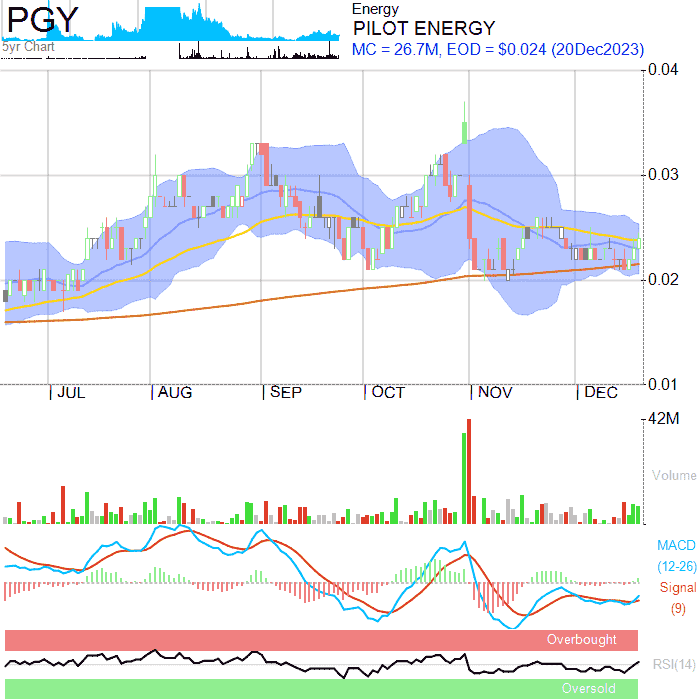 PGY
5yr Chart
Energy
PILOT ENERGY
MC = 26.7M, EOD = $0.024 (20Dec2023)
0.04
0.03
0.02
0.01
JUL AUG SEP OCT NOV DEC
42M
Volume
MACD
(12-26)
Signal
(9)
Overbought
RSI(14)
Oversold